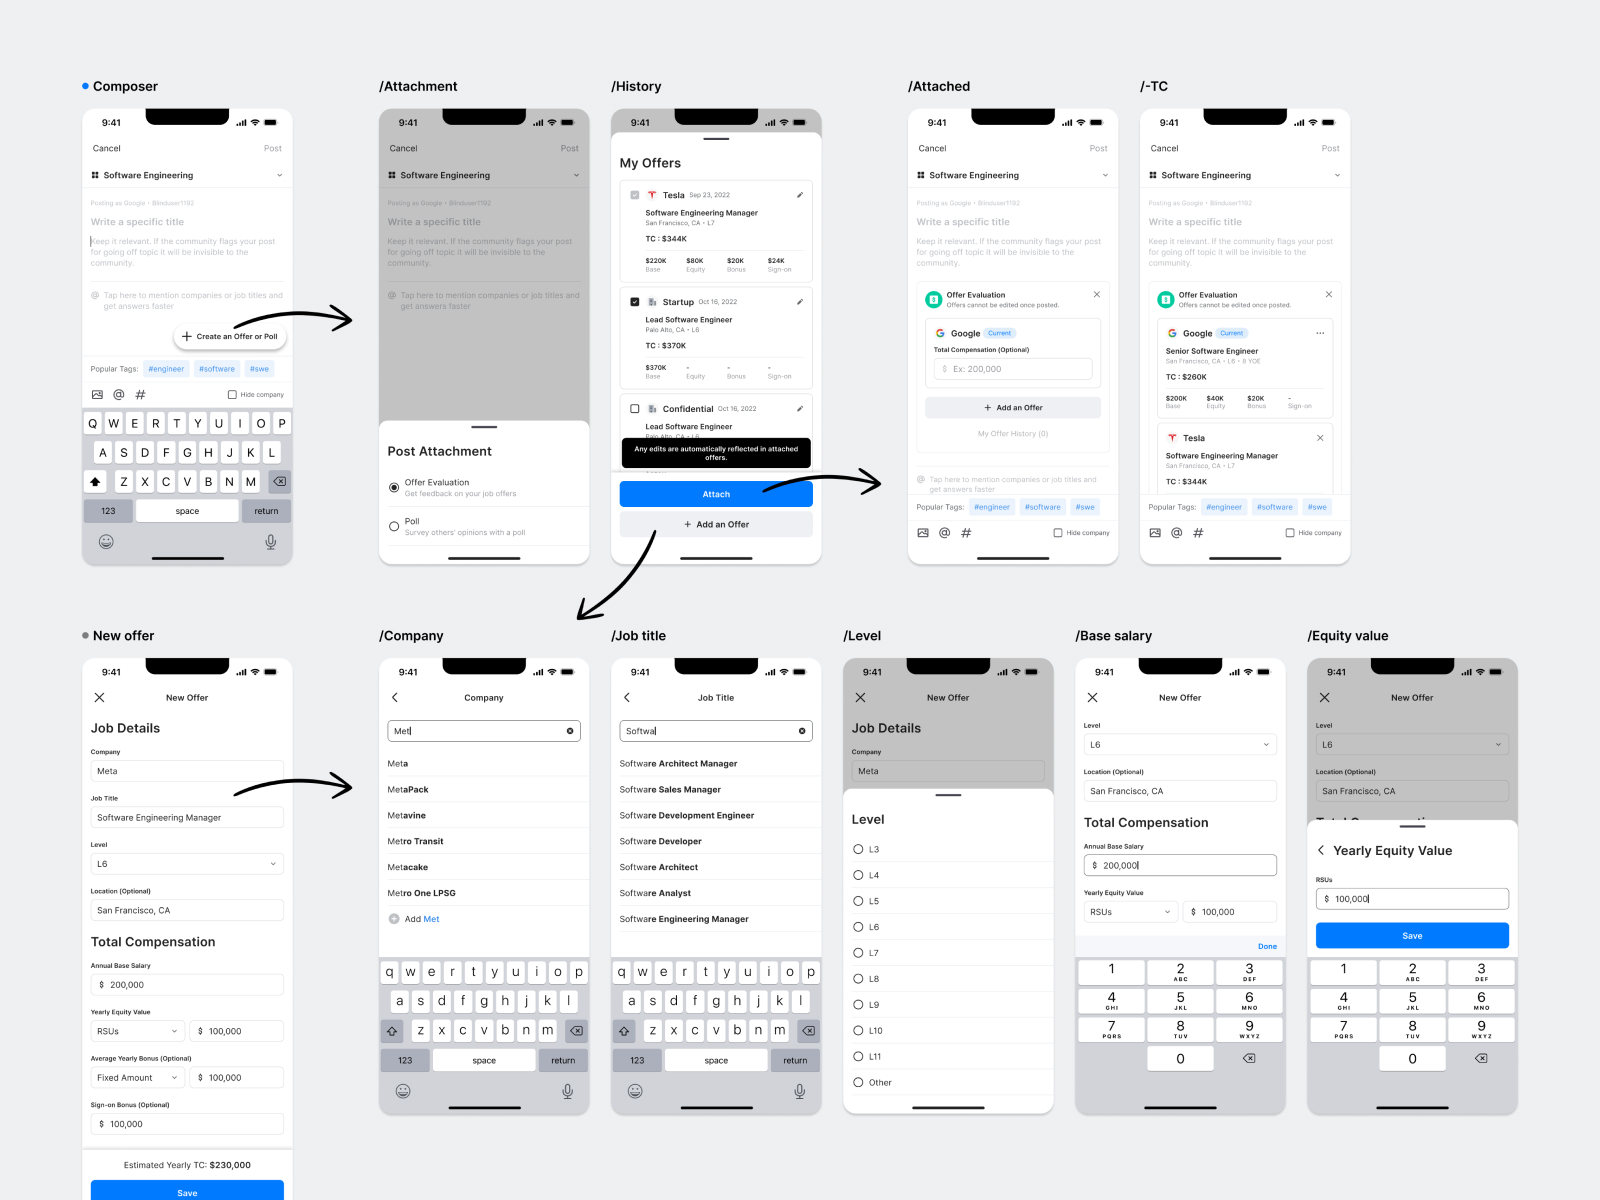 Composer
9:41
Cancel
Post
Software Engineering
Posting as Google • Blinduser1192
Write a specific title
Keep it relevant. If the community flags your post
for going off topic it will be invisible to the
community.
@ Tap here to mention companies or job titles and
get answers faster
+ Create an Offer or Poll
Popular Tags: #engineer #software #swe
@ # Hide company
Q W E R T Y U I O P
A S D F G H J K L
Z X C V B N M
123 space return
/Attachment
9:41
Cancel
Post
Software Engineering
Posting as Google • Blinduser1192
Write a specific title
Keep it relevant. If the community flags your post
for going off topic it will be invisible to the
community.
@ Tap here to mention companies or job titles and
get answers faster
Post Attachment
Offer Evaluation
Get feedback on your job offers
Poll
Survey others' opinions with a poll
/History
9:41
My Offers
Tesla Sep 23, 2022
Software Engineering Manager
San Francisco, CA • L7
TC : $344K
$220K $80K $20K $24K
Base Equity Bonus Sign-on
Startup Oct 16, 2022
Lead Software Engineer
Palo Alto, CA • L6
TC : $370K
$370K - - -
Base Equity Bonus Sign-on
Confidential Oct 16, 2022
Lead Software Engineer
Palo Alto, CA • L6
Any edits are automatically reflected in attached
offers.
Attach
+ Add an Offer
/Attached
9:41
Cancel
Post
Software Engineering
Posting as Google • Blinduser1192
Write a specific title
Keep it relevant. If the community flags your post
for going off topic it will be invisible to the
community.
Offer Evaluation
Offers cannot be edited once posted.
Google Current
Total Compensation (Optional)
$ Ex: 200,000
+ Add an Offer
My Offer History (0)
@ Tap here to mention companies or job titles and
get answers faster
Popular Tags: #engineer #software #swe
@ # Hide company
/-TC
9:41
Cancel
Post
Software Engineering
Posting as Google • Blinduser1192
Write a specific title
Keep it relevant. If the community flags your post
for going off topic it will be invisible to the
community.
Offer Evaluation
Offers cannot be edited once posted.
Google Current
Senior Software Engineer
San Francisco, CA • L6 • 8 YOE
TC : $260K
$200K $40K $20K -
Base Equity Bonus Sign-on
Tesla
Software Engineering Manager
San Francisco, CA • L7
TC : $344K
Popular Tags: #engineer #software #swe
@ # Hide company
New offer
9:41
New Offer
Job Details
Company
Meta
Job Title
Software Engineering Manager
Level
L6
Location (Optional)
San Francisco, CA
Total Compensation
Annual Base Salary
$ 200,000
Yearly Equity Value
RSUs $ 100,000
Average Yearly Bonus (Optional)
Fixed Amount $ 100,000
Sign-on Bonus (Optional)
$ 100,000
Estimated Yearly TC: $230,000
Save
/Company
9:41
Company
Met
Meta
MetaPack
Metavine
Metro Transit
Metacake
Metro One LPSG
Add Met
q w e r t y u i o p
a s d f g h j k l
z x c v b n m
123 space return
/Job title
9:41
Job Title
Softwa
Software Architect Manager
Software Sales Manager
Software Development Engineer
Software Developer
Software Architect
Software Analyst
Software Engineering Manager
q w e r t y u i o p
a s d f g h j k l
z x c v b n m
123 space return
/Level
9:41
New Offer
Job Details
Company
Meta
Level
L3
L4
L5
L6
L7
L8
L9
L10
L11
Other
/Base salary
9:41
New Offer
Level
L6
Location (Optional)
San Francisco, CA
Total Compensation
Annual Base Salary
$ 200,000
Yearly Equity Value
RSUs $ 100,000
Done
1 2 3
ABC DEF
4 5 6
GHI JKL MNO
7 8 9
PQRS TUV WXYZ
0
/Equity value
9:41
New Offer
Level
L6
Location (Optional)
San Francisco, CA
Total Compensation
Yearly Equity Value
RSUs
$ 100,000
Save
1 2 3
ABC DEF
4 5 6
GHI JKL MNO
7 8 9
PQRS TUV WXYZ
0